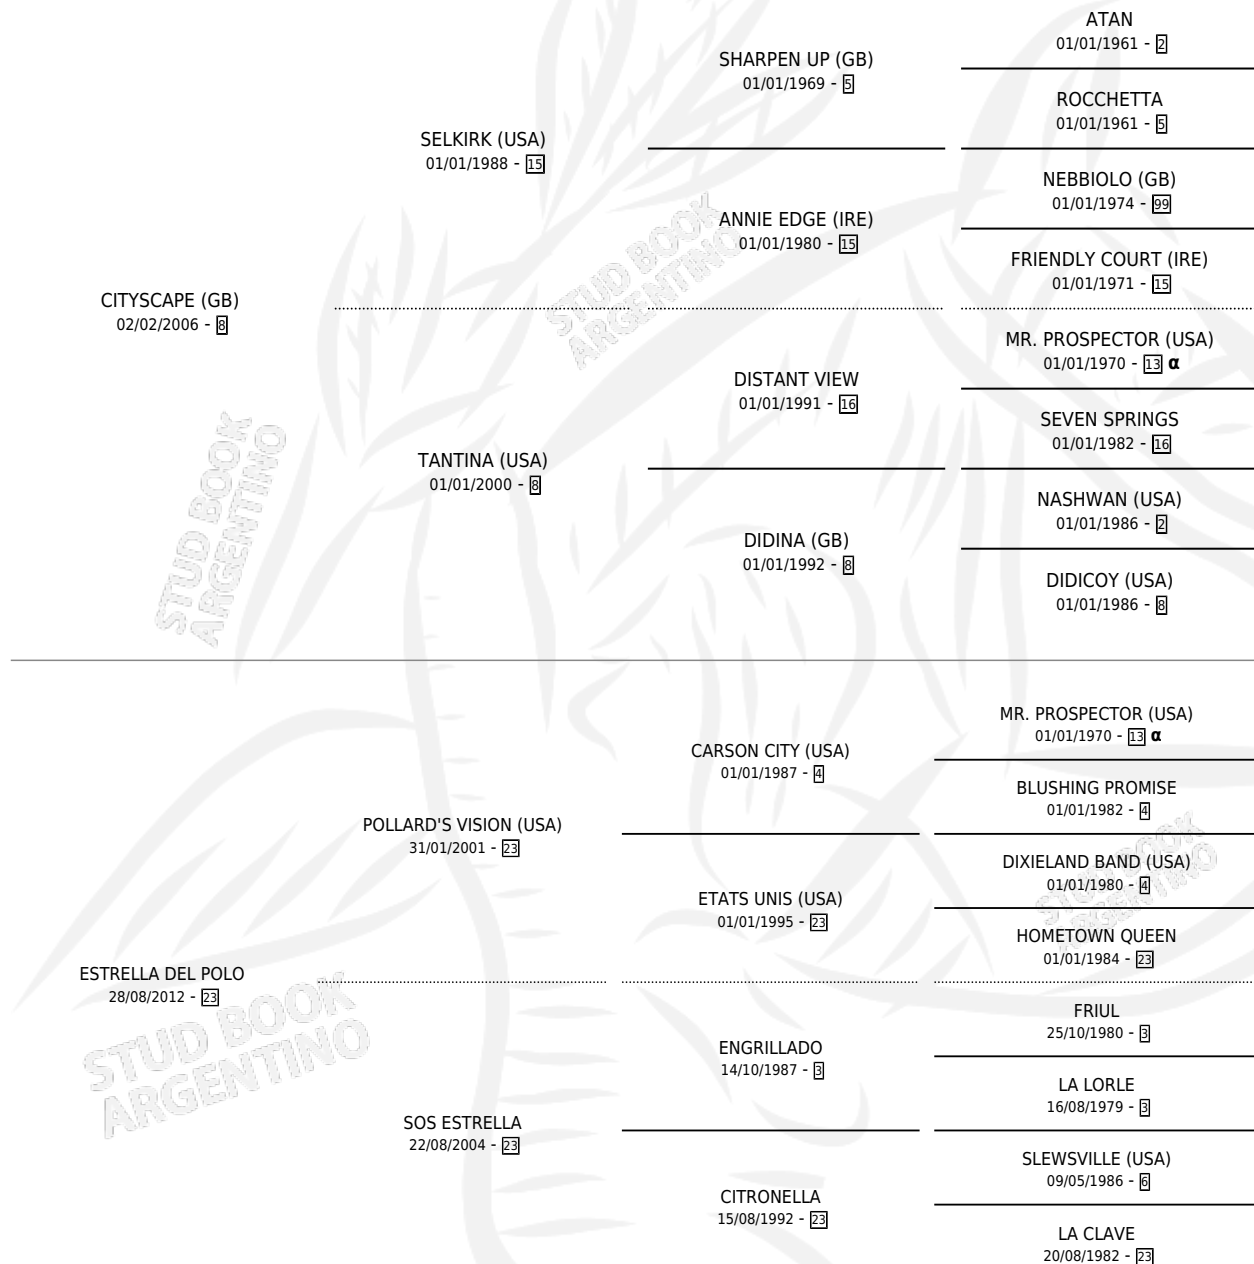 ATAN
01/01/1961 - 2
SHARPEN UP (GB)
01/01/1969 - 5
ROCCHETTA
01/01/1961 - 5
SELKIRK (USA)
01/01/1988 - 15
NEBBIOLO (GB)
01/01/1974 - 99
ANNIE EDGE (IRE)
01/01/1980 - 15
FRIENDLY COURT (IRE)
01/01/1971 - 15
STUD BOOK
ARGENTINO
CITYSCAPE (GB)
02/02/2006 - 8
MR. PROSPECTOR (USA)
01/01/1970 - 13 α
DISTANT VIEW
01/01/1991 - 16
SEVEN SPRINGS
01/01/1982 - 16
TANTINA (USA)
01/01/2000 - 8
NASHWAN (USA)
01/01/1986 - 2
DIDINA (GB)
01/01/1992 - 8
DIDICOY (USA)
01/01/1986 - 8
STUD BOOK
ARGENTINO
MR. PROSPECTOR (USA)
01/01/1970 - 13 α
CARSON CITY (USA)
01/01/1987 - 4
BLUSHING PROMISE
01/01/1982 - 4
POLLARD'S VISION (USA)
31/01/2001 - 23
DIXIELAND BAND (USA)
01/01/1980 - 4
ETATS UNIS (USA)
01/01/1995 - 23
HOMETOWN QUEEN
01/01/1984 - 23
STUD BOOK
ARGENTINO
ESTRELLA DEL POLO
28/08/2012 - 23
FRIUL
25/10/1980 - 3
ENGRILLADO
14/10/1987 - 3
LA LORLE
16/08/1979 - 3
STUD BOOK
ARGENTINO
SOS ESTRELLA
22/08/2004 - 23
SLEWSVILLE (USA)
09/05/1986 - 6
CITRONELLA
15/08/1992 - 23
LA CLAVE
20/08/1982 - 23